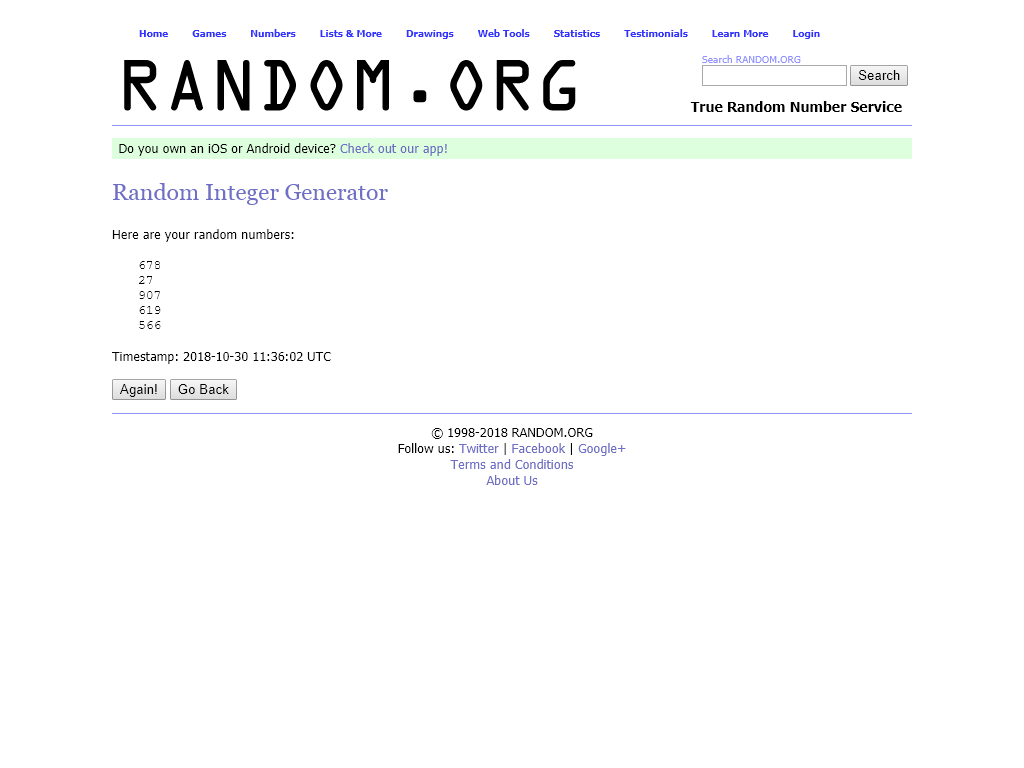 Home Games Numbers Lists & More Drawings Web Tools Statistics Testimonials Learn More Login
RANDOM.ORG
Search RANDOM.ORG
Search
True Random Number Service
Do you own an iOS or Android device? Check out our app!
Random Integer Generator
Here are your random numbers:
678
27
907
619
566
Timestamp: 2018-10-30 11:36:02 UTC
Again! Go Back
© 1998-2018 RANDOM.ORG
Follow us: Twitter | Facebook | Google+
Terms and Conditions
About Us